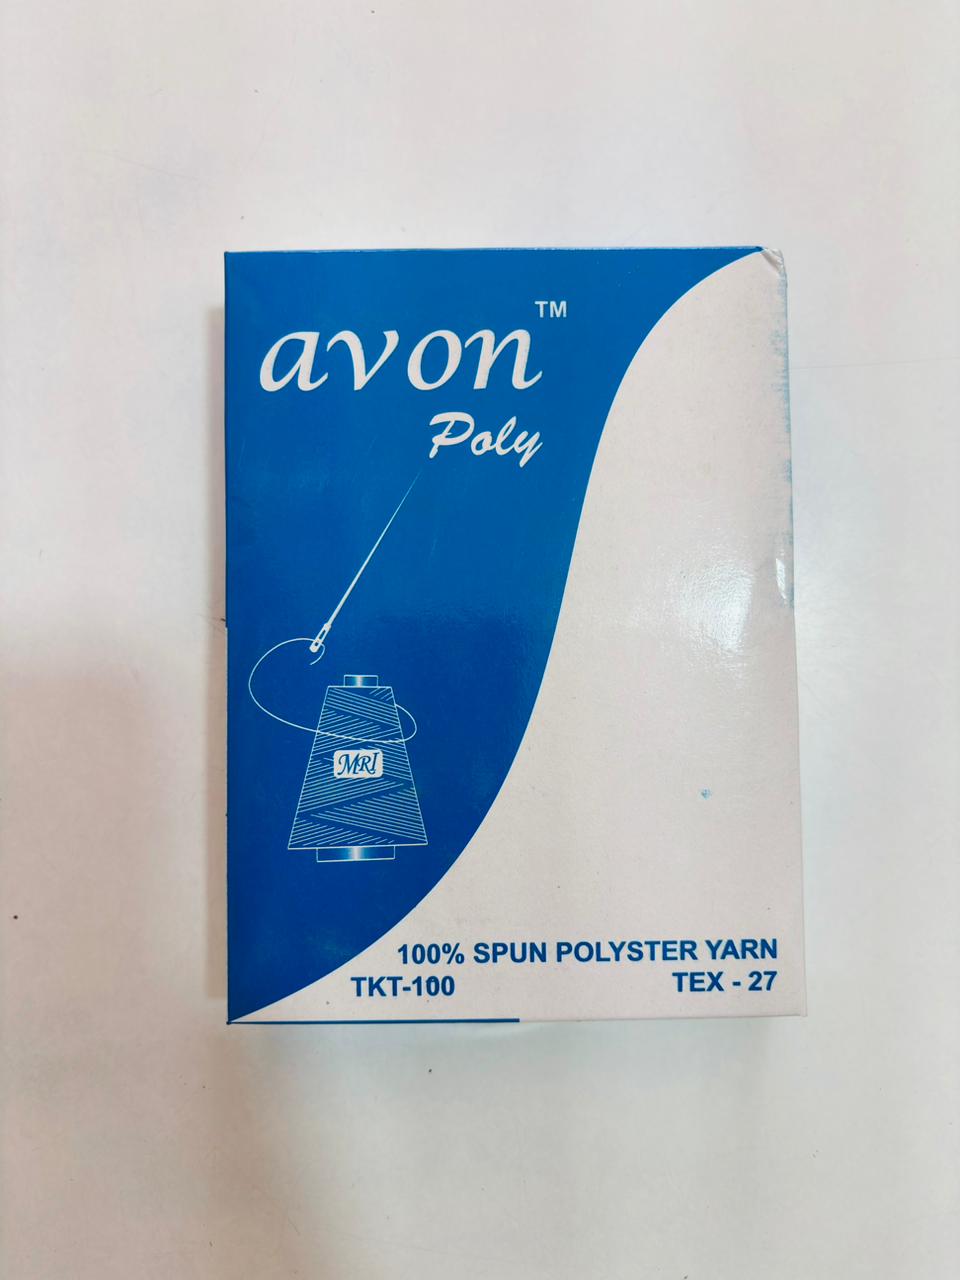 avon™
Poly
MRI
100% SPUN POLYSTER YARN
TKT-100 TEX - 27